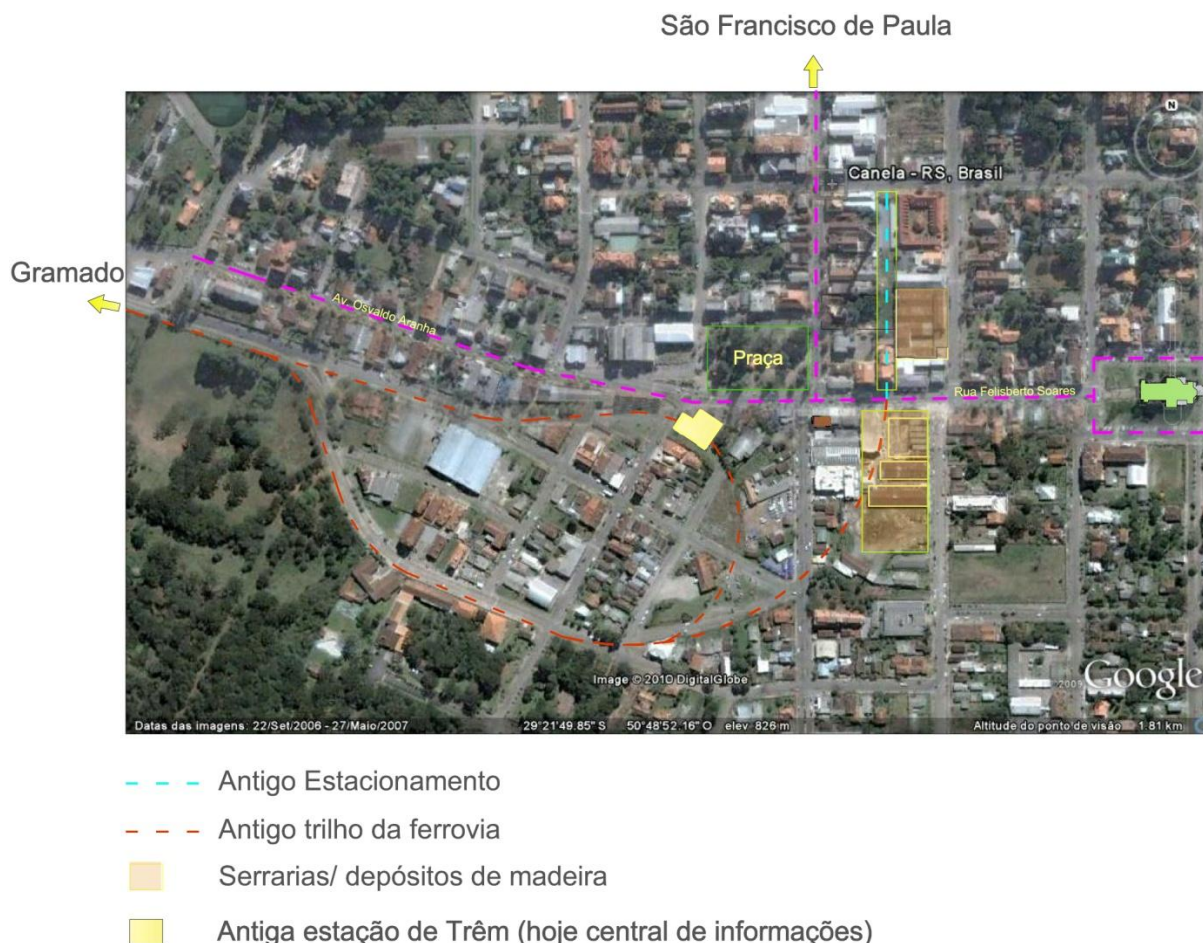 São Francisco de Paula
N
Canela - RS, Brasil
Gramado
Av. Osvaldo Aranha
Praça
Rua Felisberto Soares
Image © 2010 DigitalGlobe
2009 Google
Datas das imagens: 22/Set/2006 - 27/Maio/2007 29°21'49.85" S 50°48'52.16" O elev 826 m Altitude do ponto de visão 1.81 km
Antigo Estacionamento
Antigo trilho da ferrovia
Serrarias/ depósitos de madeira
Antiga estação de Trêm (hoje central de informações)